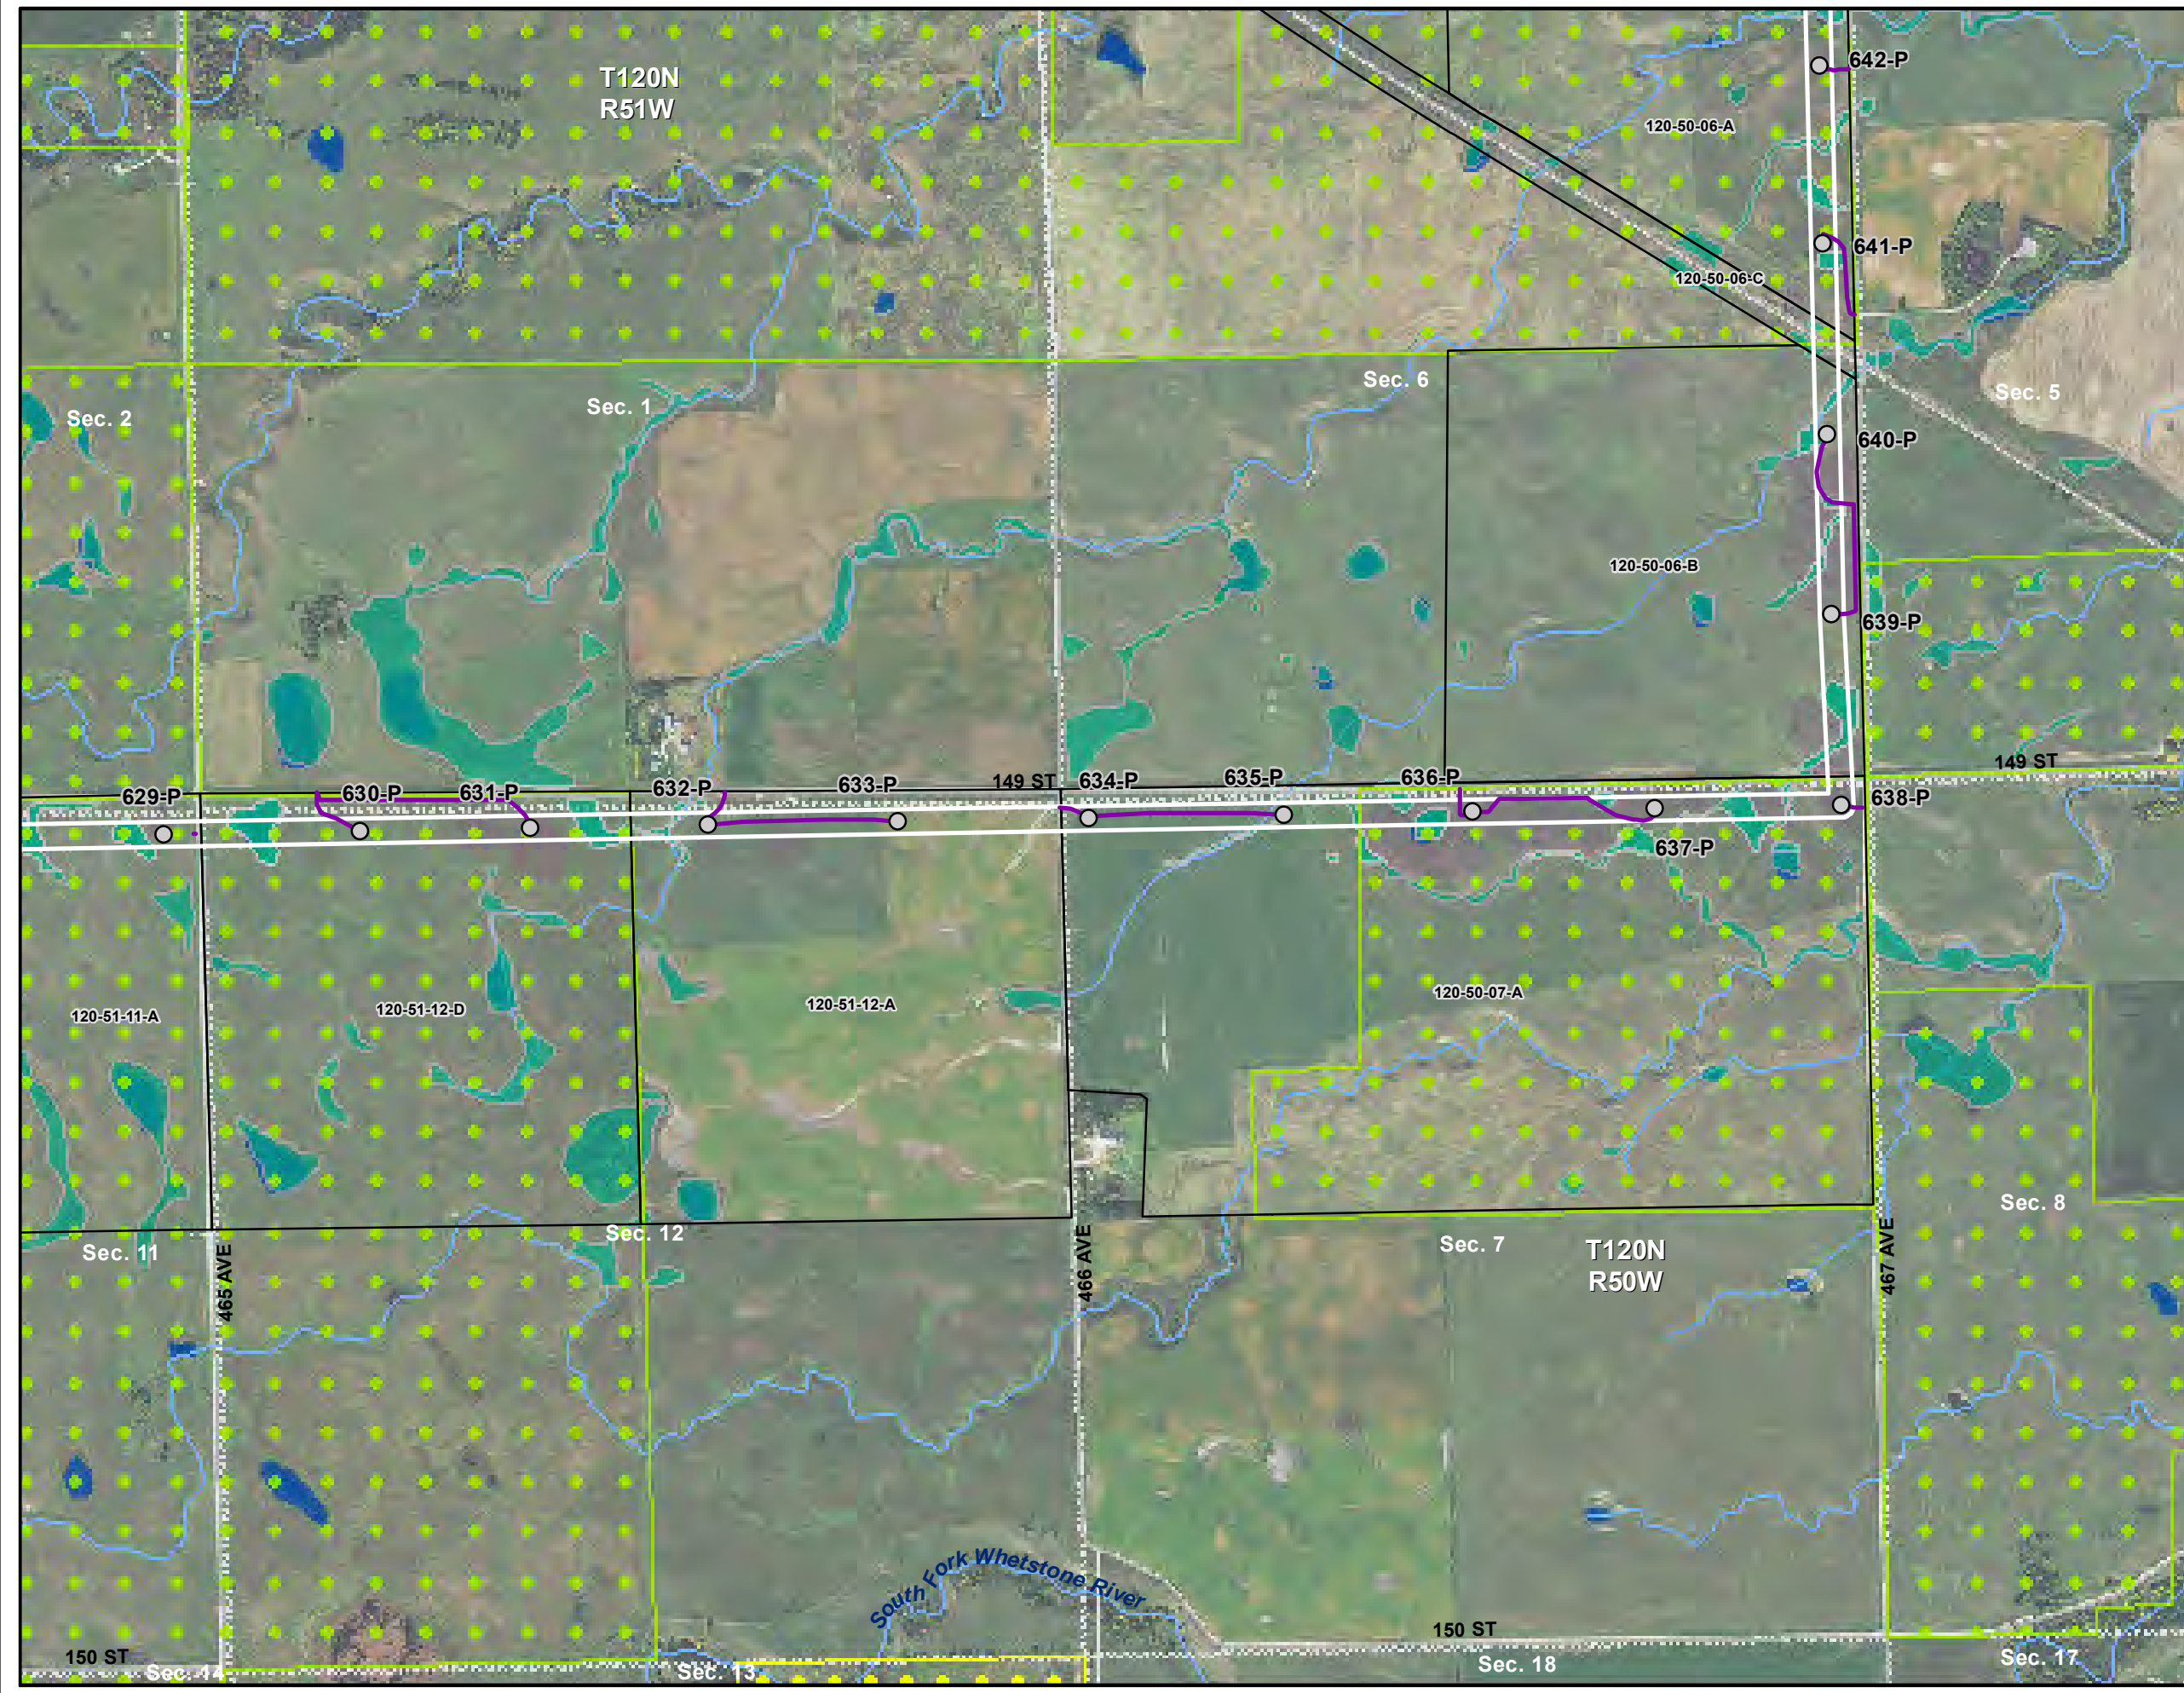 642-P
T120N
R51W
120-50-06-A
641-P
120-50-06-C
Sec. 6
Sec. 5
Sec. 1
Sec. 2
640-P
120-50-06-B
639-P
149 ST
149 ST
629-P
630-P
631-P
632-P
633-P
634-P
635-P
636-P
638-P
637-P
120-50-07-A
120-51-12-A
120-51-12-D
120-51-11-A
Sec. 8
Sec. 12
Sec. 11
Sec. 7
T120N
R50W
465 AVE
466 AVE
467 AVE
South Fork Whetstone River
150 ST
150 ST
Sec. 14
Sec. 13
Sec. 18
Sec. 17